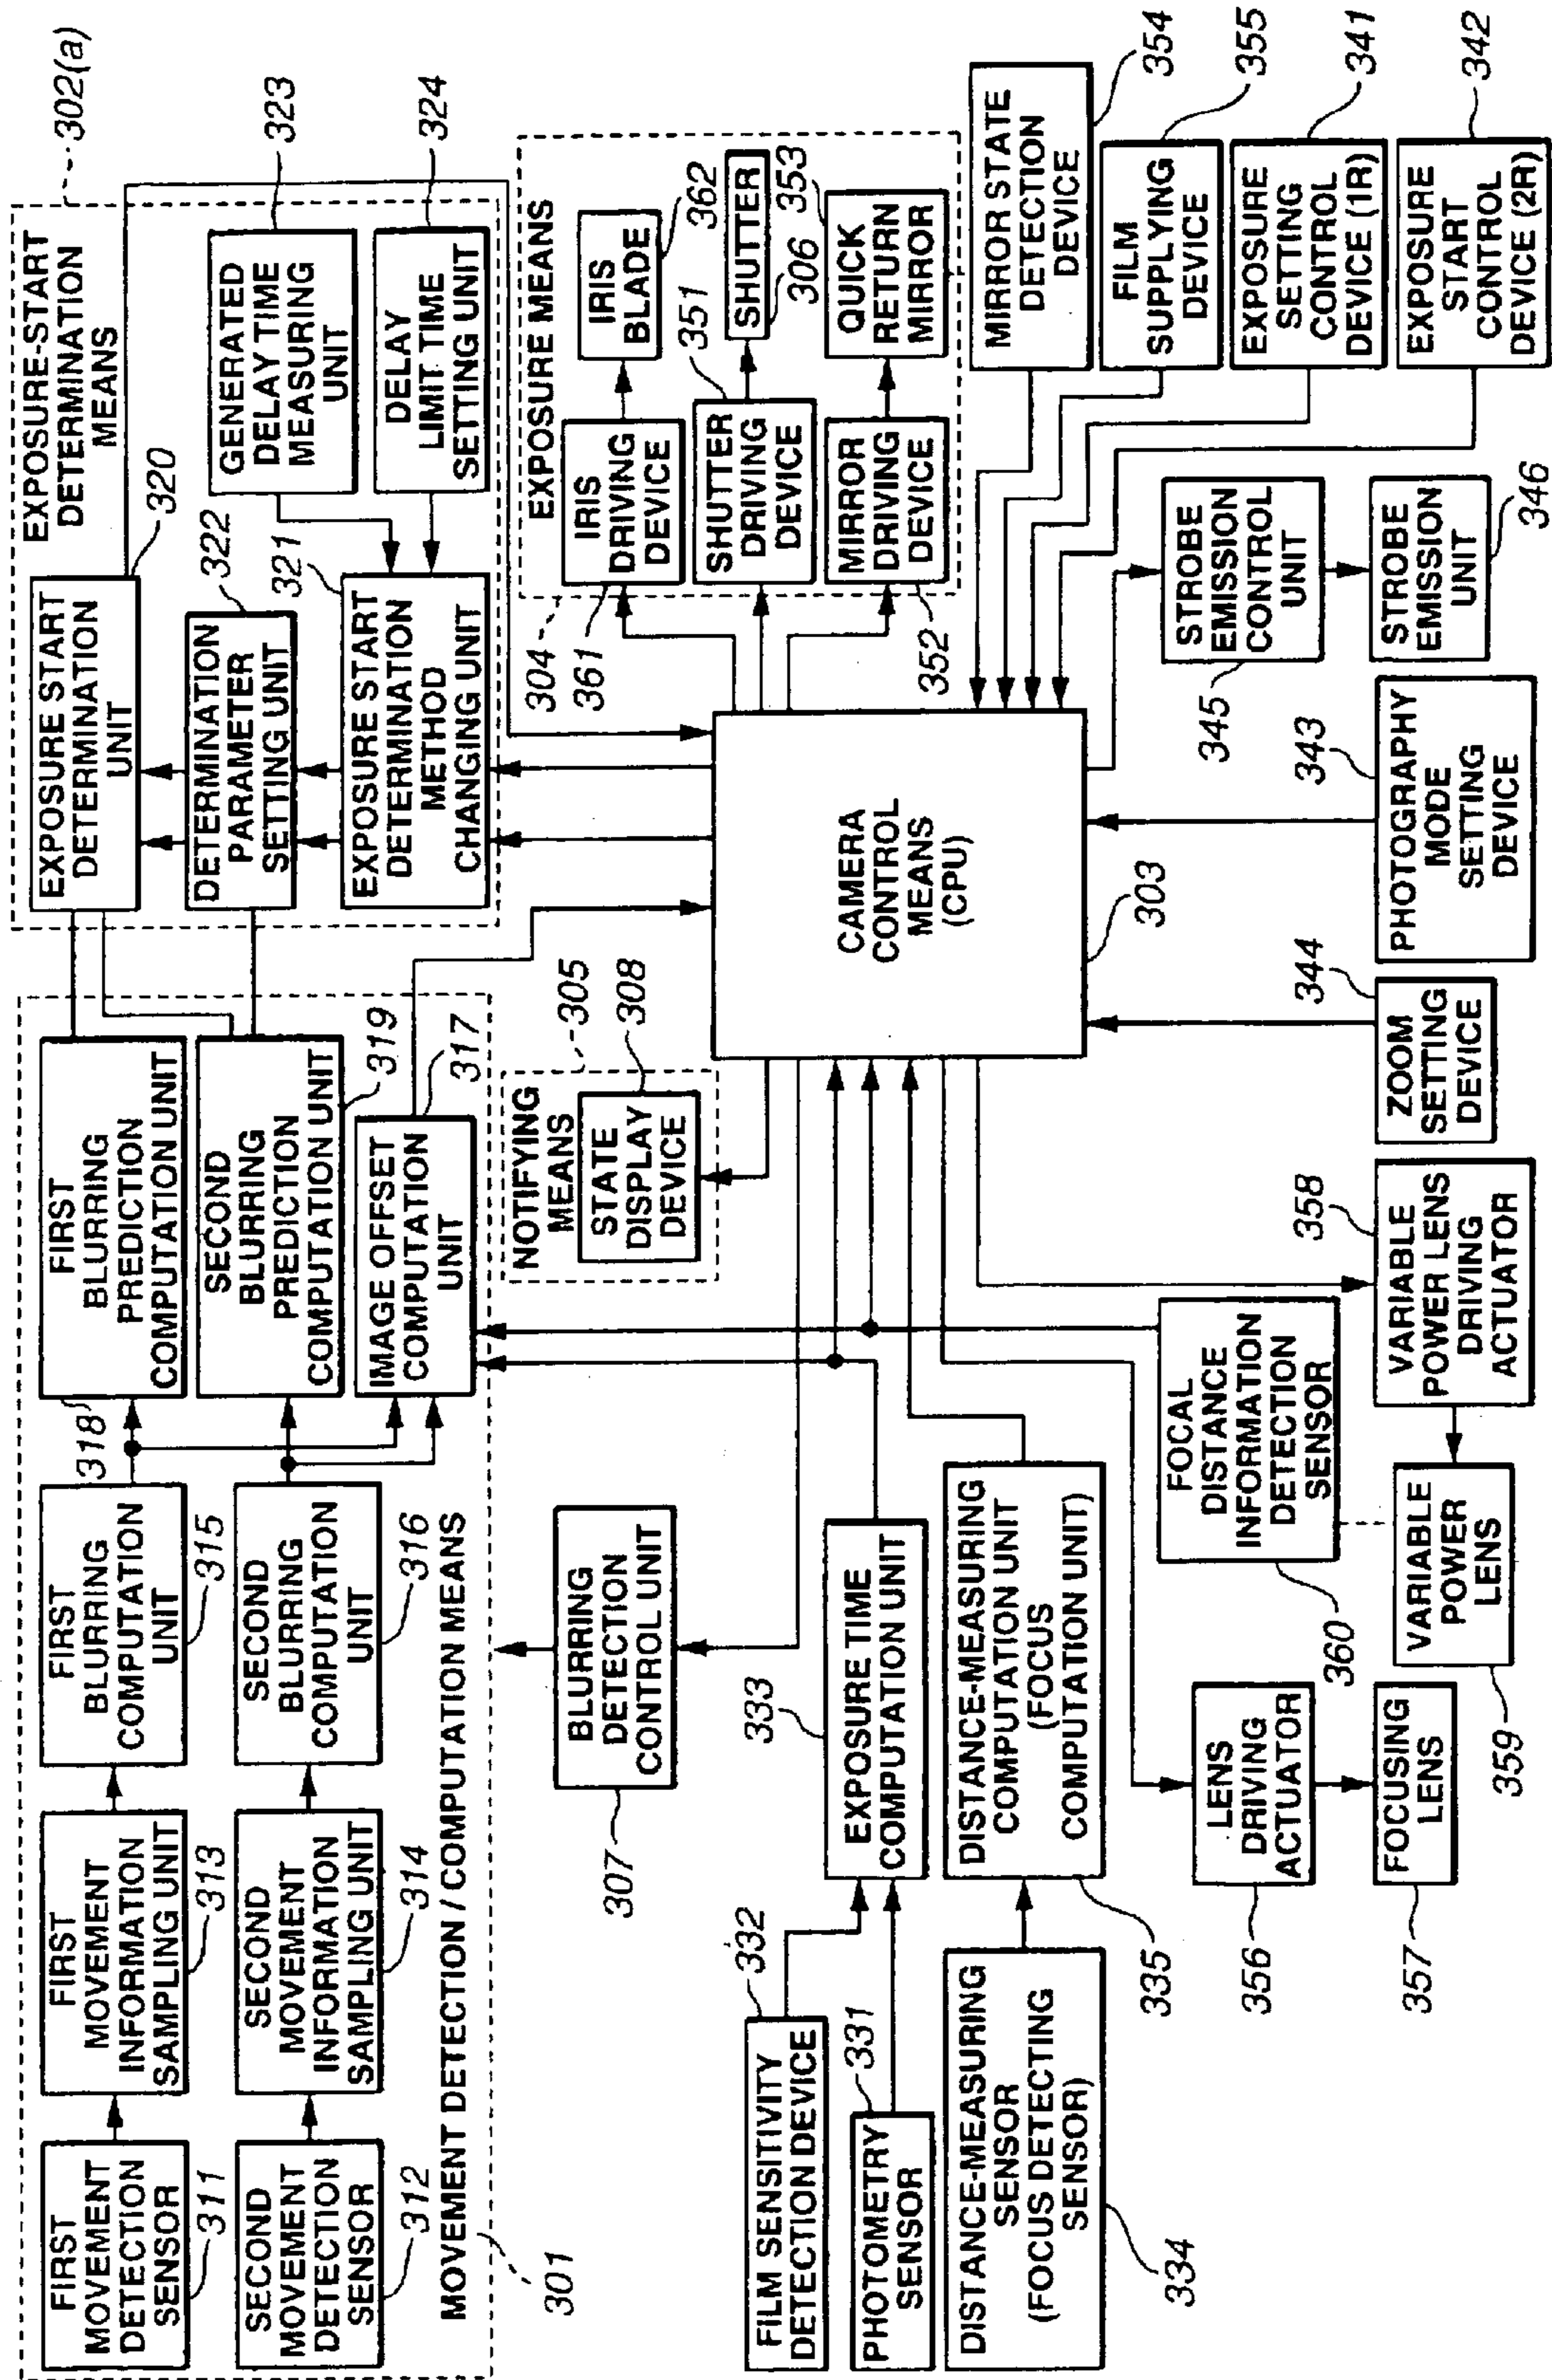 FIRST
MOVEMENT
DETECTION
SENSOR
311
FIRST
MOVEMENT
INFORMATION
SAMPLING UNIT
313
FIRST
BLURRING
COMPUTATION
UNIT
315
318
FIRST
BLURRING
PREDICTION
COMPUTATION UNIT
SECOND
MOVEMENT
DETECTION
SENSOR
312
SECOND
MOVEMENT
INFORMATION
SAMPLING UNIT
314
SECOND
BLURRING
COMPUTATION
UNIT
316
SECOND
BLURRING
PREDICTION
COMPUTATION UNIT
319
IMAGE OFFSET
COMPUTATION
UNIT
317
MOVEMENT DETECTION / COMPUTATION MEANS
301
EXPOSURE-START
DETERMINATION
MEANS
302(a)
EXPOSURE START
DETERMINATION
UNIT
320
DETERMINATION
PARAMETER
SETTING UNIT
322
EXPOSURE START
DETERMINATION
METHOD
CHANGING UNIT
321
GENERATED
DELAY TIME
MEASURING
UNIT
323
DELAY
LIMIT TIME
SETTING UNIT
324
BLURRING
DETECTION
CONTROL UNIT
307
NOTIFYING
MEANS
305
STATE
DISPLAY
DEVICE
308
EXPOSURE MEANS
304
IRIS
DRIVING
DEVICE
361
IRIS
BLADE
362
SHUTTER
DRIVING
DEVICE
351
SHUTTER
306
MIRROR
DRIVING
DEVICE
352
QUICK
RETURN
MIRROR
353
FILM SENSITIVITY
DETECTION DEVICE
332
PHOTOMETRY
SENSOR
331
EXPOSURE TIME
COMPUTATION UNIT
333
DISTANCE-MEASURING
SENSOR
(FOCUS DETECTING
SENSOR)
334
DISTANCE-MEASURING
COMPUTATION UNIT
(FOCUS
COMPUTATION UNIT)
335
CAMERA
CONTROL
MEANS
(CPU)
303
MIRROR STATE
DETECTION
DEVICE
354
FILM
SUPPLYING
DEVICE
355
EXPOSURE
SETTING
CONTROL
DEVICE (1R)
341
EXPOSURE
START
CONTROL
DEVICE (2R)
342
LENS
DRIVING
ACTUATOR
356
FOCUSING
LENS
357
FOCAL
DISTANCE
INFORMATION
DETECTION
SENSOR
360
VARIABLE
POWER LENS
DRIVING
ACTUATOR
358
VARIABLE
POWER
LENS
359
ZOOM
SETTING
DEVICE
344
PHOTOGRAPHY
MODE
SETTING
DEVICE
343
STROBE
EMISSION
CONTROL
UNIT
345
STROBE
EMISSION
UNIT
346